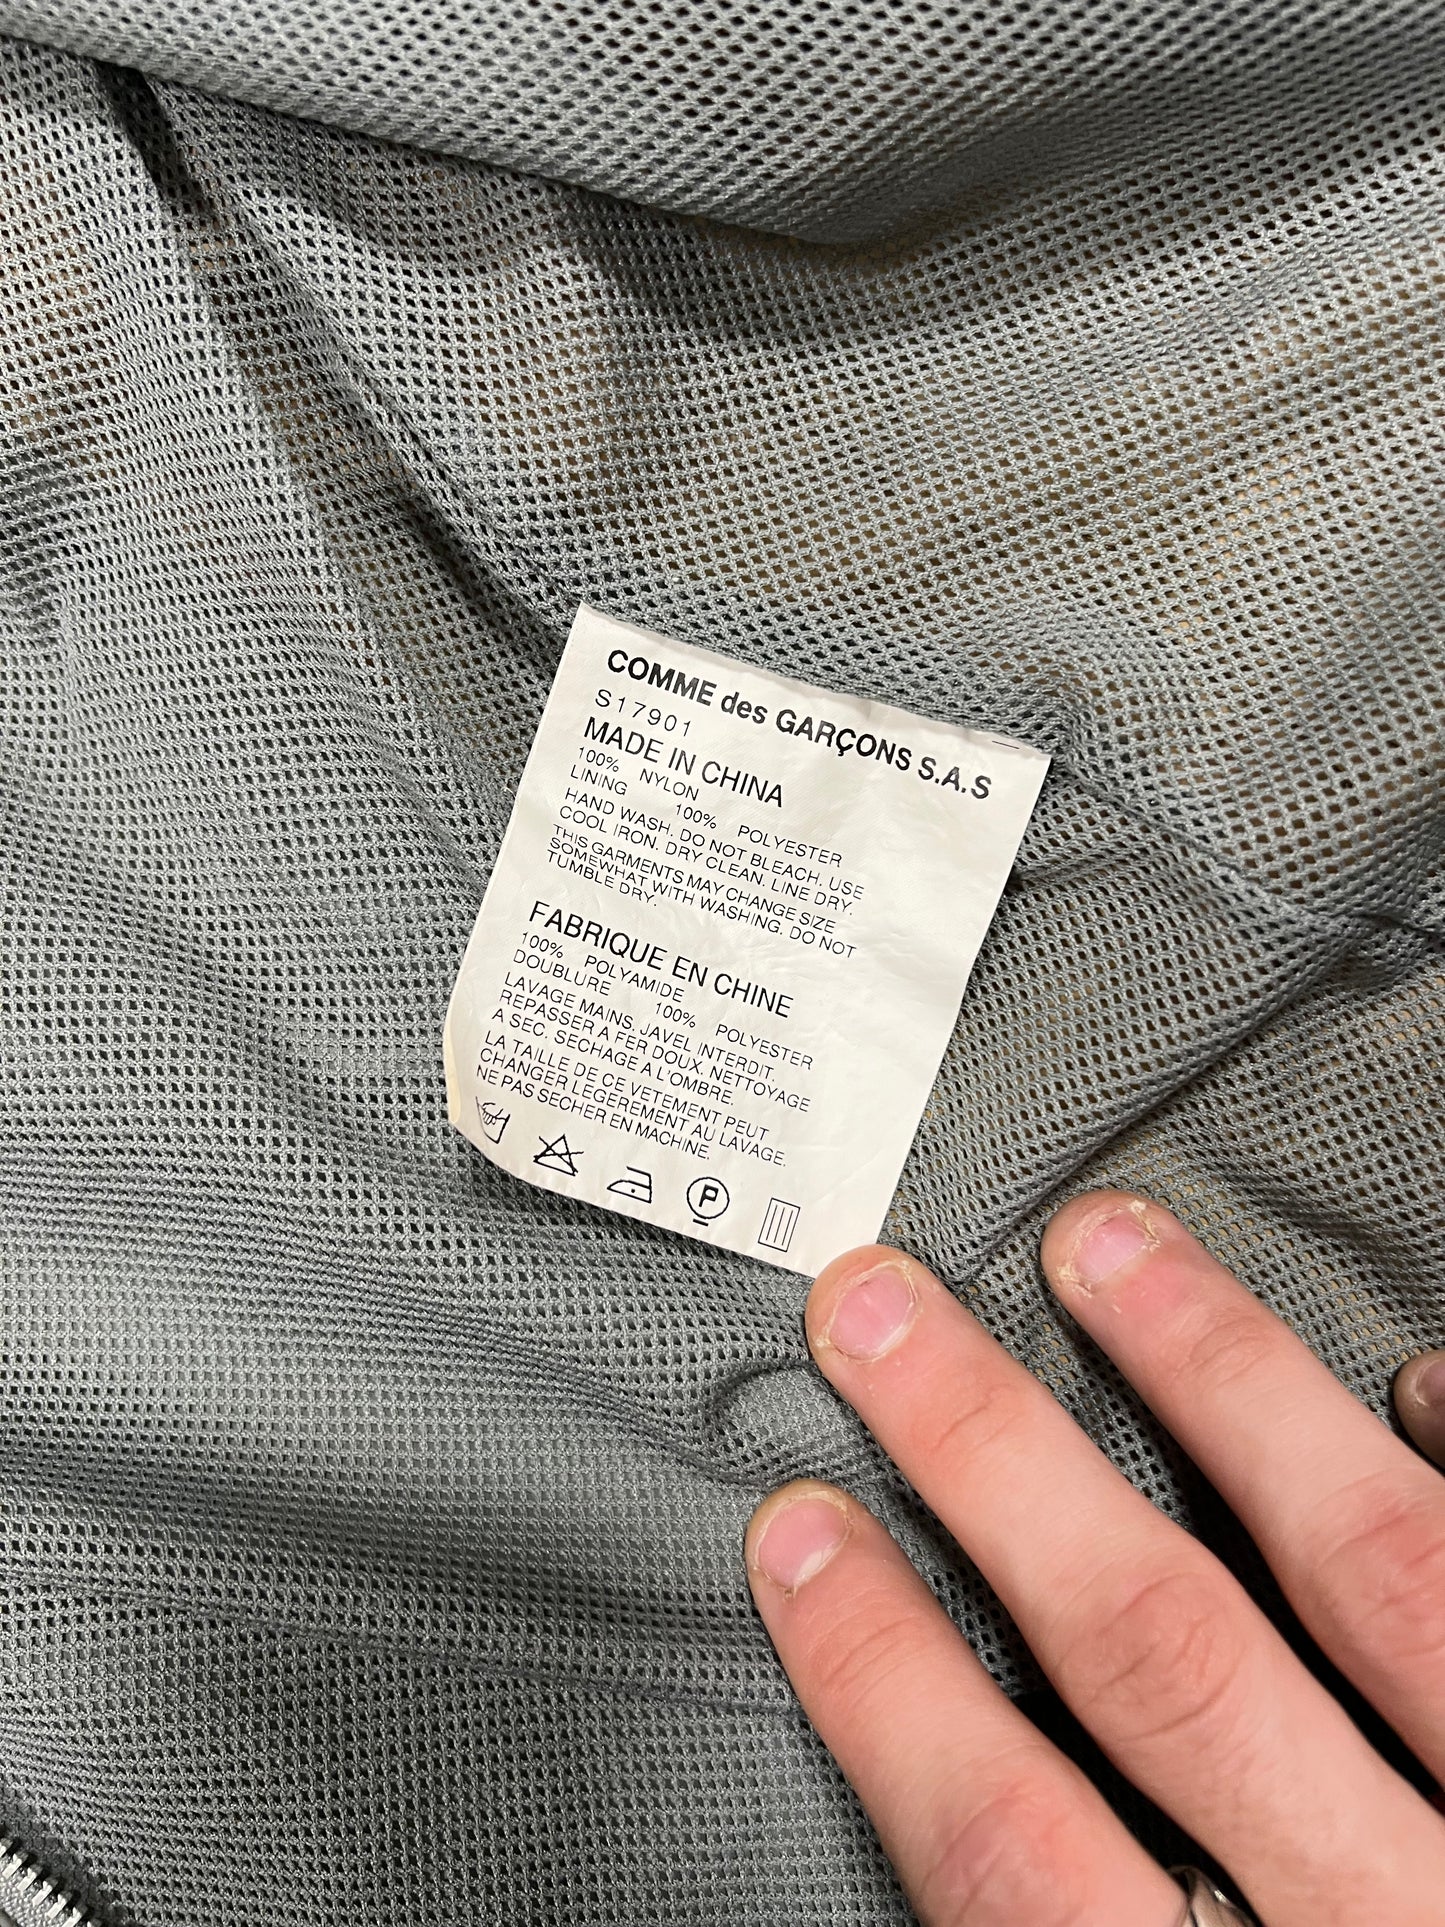 COMME des GARÇONS S.A.S
S17901
MADE IN CHINA
100% NYLON
LINING 100% POLYESTER
HAND WASH. DO NOT BLEACH. USE
COOL IRON. DRY CLEAN. LINE DRY.
THIS GARMENTS MAY CHANGE SIZE
SOMEWHAT WITH WASHING. DO NOT
TUMBLE DRY.
FABRIQUE EN CHINE
100% POLYAMIDE
DOUBLURE 100% POLYESTER
LAVAGE MAINS. JAVEL INTERDIT.
REPASSER A FER DOUX. NETTOYAGE
A SEC. SECHAGE A L'OMBRE.
LA TAILLE DE CE VETEMENT PEUT
CHANGER LEGEREMENT AU LAVAGE.
NE PAS SECHER EN MACHINE.
P